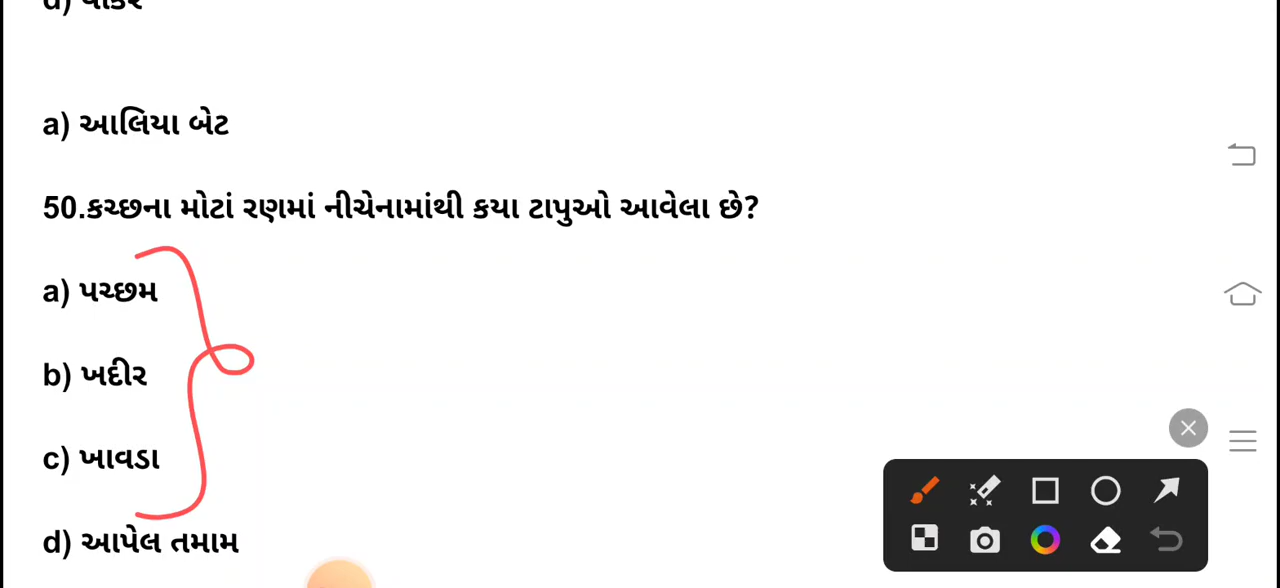 a) આલિયા બેટ
50.કચ્છના મોટાં રણમાં નીચેનામાંથી કયા ટાપુઓ આવેલા છે?
a) પચ્છમ
b) ખદીર
c) ખાવડા
d) આપેલ તમામ